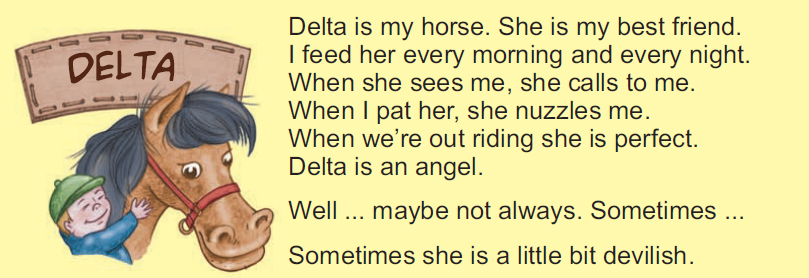 DELTA
Delta is my horse. She is my best friend.
I feed her every morning and every night.
When she sees me, she calls to me.
When I pat her, she nuzzles me.
When we’re out riding she is perfect.
Delta is an angel.
Well ... maybe not always. Sometimes ...
Sometimes she is a little bit devilish.